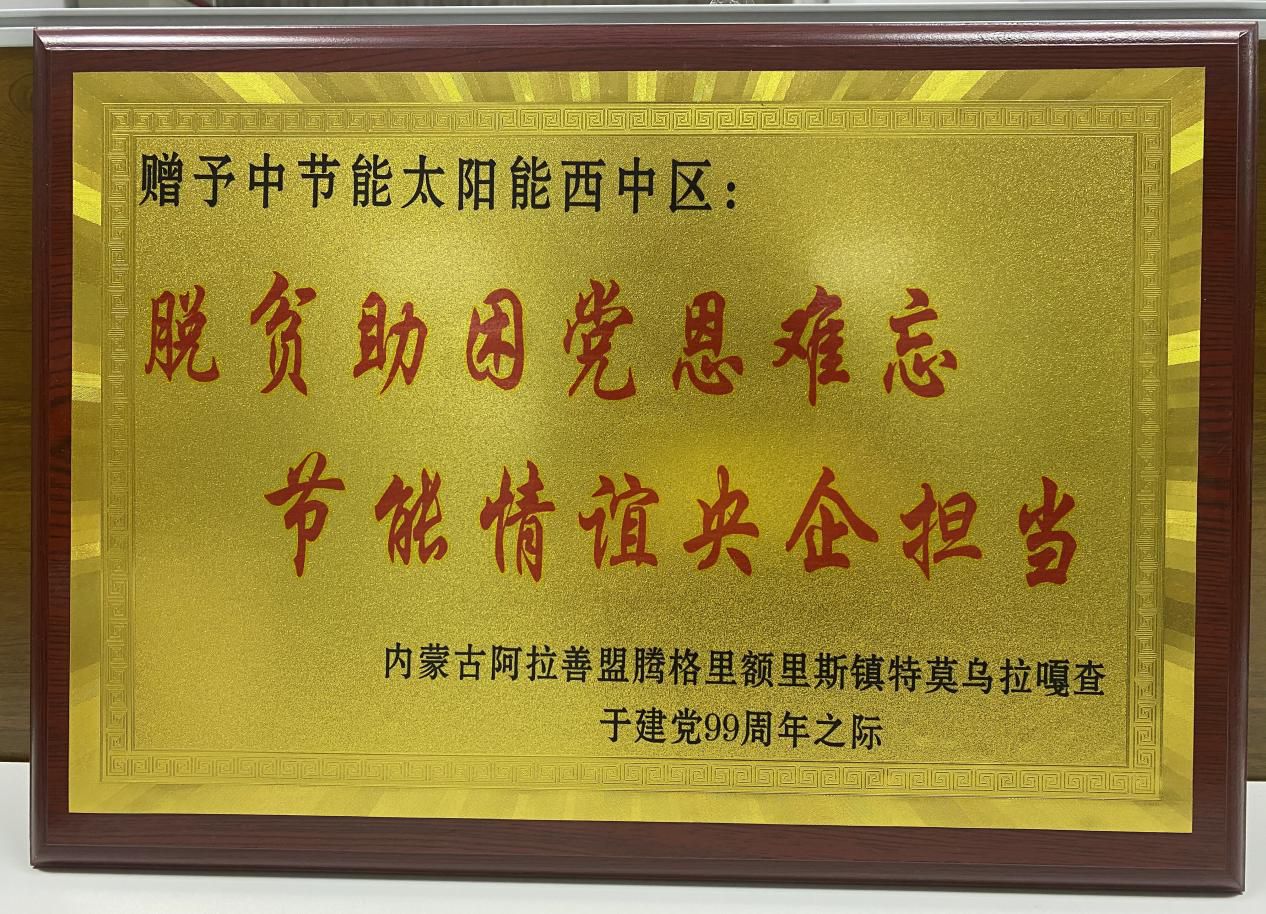 赠予中节能太阳能西中区：
脱贫助困党恩难忘
节能情谊央企担当
内蒙古阿拉善盟腾格里额里斯镇特莫乌拉嘎查
于建党99周年之际